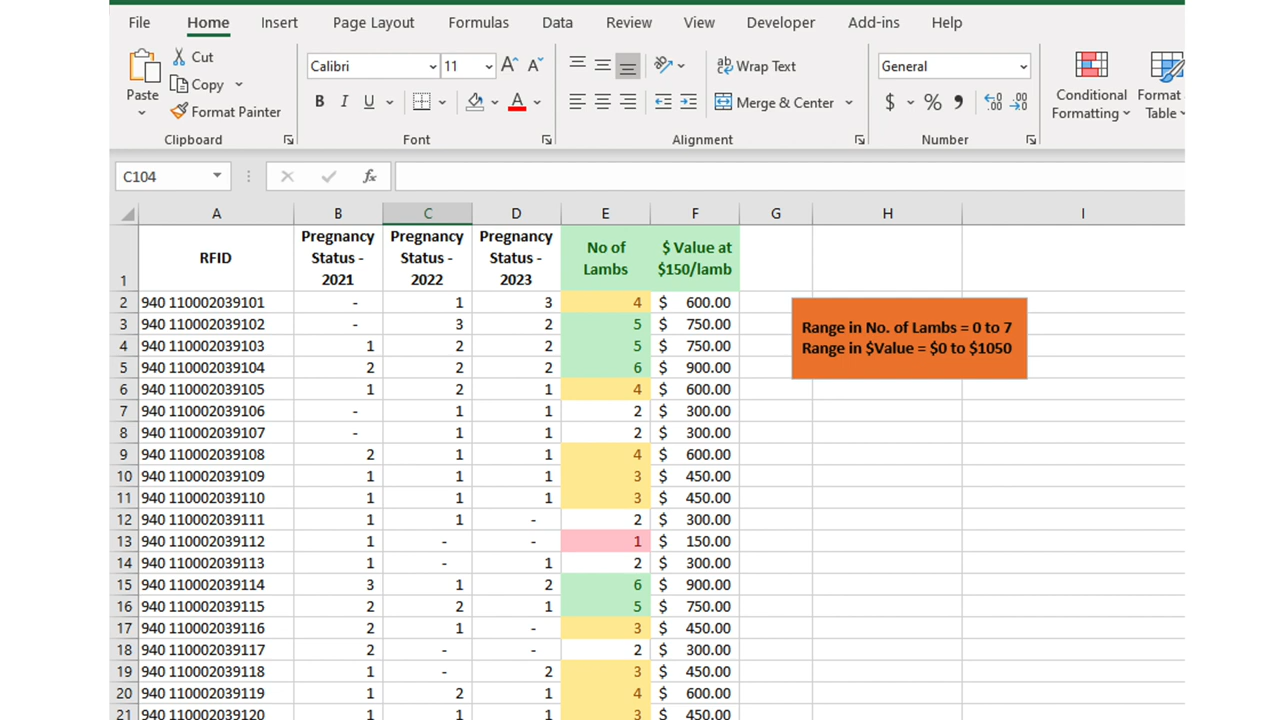 File Home Insert Page Layout Formulas Data Review View Developer Add-ins Help
Paste
Cut
Copy
Format Painter
Clipboard
Calibri 11 A^ Aˇ
B I U A
Font
ab Wrap Text
Merge & Center
Alignment
General
$ % ,
Number
Conditional Formatting
Format Table
C104 fx
A B C D E F G H I
1 RFID Pregnancy Status - 2021 Pregnancy Status - 2022 Pregnancy Status - 2023 No of Lambs $ Value at $150/lamb
2 940 110002039101 - 1 3 4 $ 600.00
3 940 110002039102 - 3 2 5 $ 750.00
4 940 110002039103 1 2 2 5 $ 750.00
5 940 110002039104 2 2 2 6 $ 900.00
6 940 110002039105 1 2 1 4 $ 600.00
7 940 110002039106 - 1 1 2 $ 300.00
8 940 110002039107 - 1 1 2 $ 300.00
9 940 110002039108 2 1 1 4 $ 600.00
10 940 110002039109 1 1 1 3 $ 450.00
11 940 110002039110 1 1 1 3 $ 450.00
12 940 110002039111 1 1 - 2 $ 300.00
13 940 110002039112 1 - - 1 $ 150.00
14 940 110002039113 1 - 1 2 $ 300.00
15 940 110002039114 3 1 2 6 $ 900.00
16 940 110002039115 2 2 1 5 $ 750.00
17 940 110002039116 2 1 - 3 $ 450.00
18 940 110002039117 2 - - 2 $ 300.00
19 940 110002039118 1 - 2 3 $ 450.00
20 940 110002039119 1 2 1 4 $ 600.00
21 940 110002039120 1 1 1 3 $ 450.00
Range in No. of Lambs = 0 to 7
Range in $Value = $0 to $1050